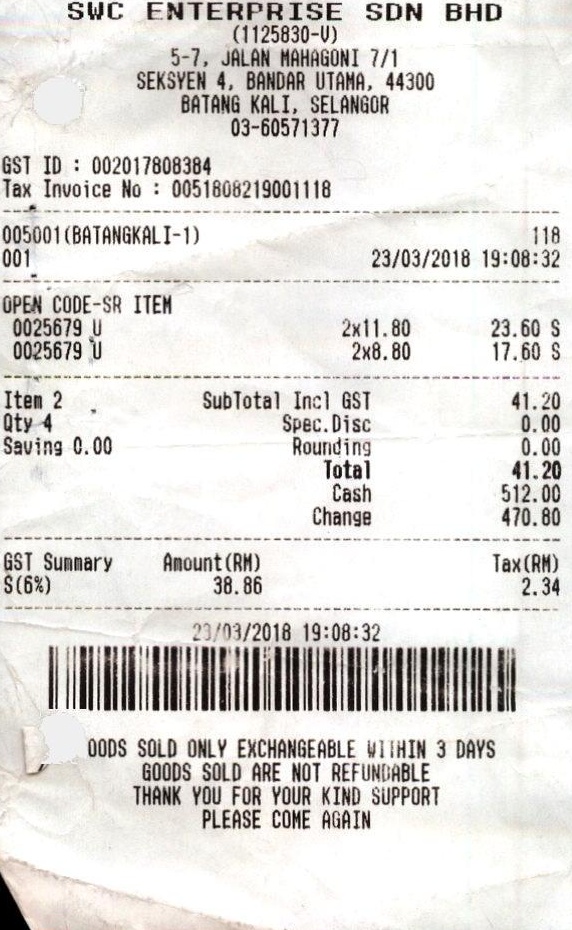 SWC ENTERPRISE SDN BHD
(1125830-V)
5-7, JALAN MAHAGONI 7/1
SEKSYEN 4, BANDAR UTAMA, 44300
BATANG KALI, SELANGOR
03-60571377
GST ID : 002017808384
Tax Invoice No : 0051808219001118
005001(BATANGKALI-1) 118
001 23/03/2018 19:08:32
OPEN CODE-SR ITEM
0025679 U 2x11.80 23.60 S
0025679 U 2x8.80 17.60 S
Item 2 SubTotal Incl GST 41.20
Qty 4 Spec.Disc 0.00
Saving 0.00 Rounding 0.00
Total 41.20
Cash 512.00
Change 470.80
GST Summary Amount(RM) Tax(RM)
S(6%) 38.86 2.34
23/03/2018 19:08:32
OODS SOLD ONLY EXCHANGEABLE WITHIN 3 DAYS
GOODS SOLD ARE NOT REFUNDABLE
THANK YOU FOR YOUR KIND SUPPORT
PLEASE COME AGAIN